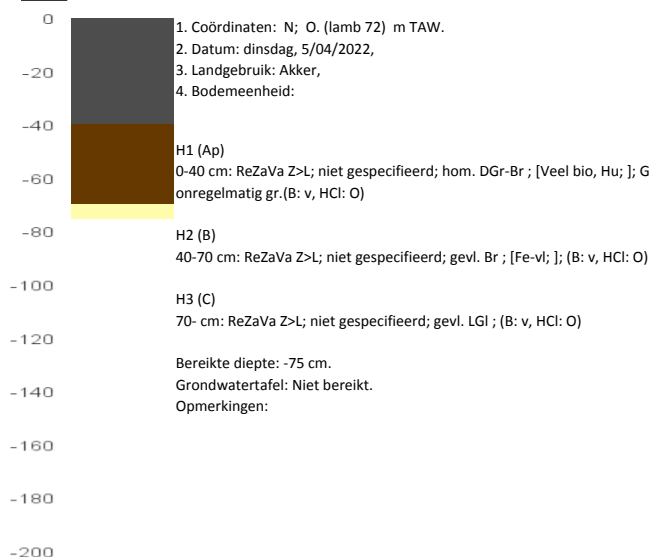 1. Coördinaten: N; O. (lamb 72) m TAW.
2. Datum: dinsdag, 5/04/2022,
3. Landgebruik: Akker,
4. Bodemeenheid:
H1 (Ap)
0-40 cm: ReZaVa Z>L; niet gespecifieerd; hom. DGr-Br ; [Veel bio, Hu; ]; G
onregelmatig gr.(B: v, HCl: O)
H2 (B)
40-70 cm: ReZaVa Z>L; niet gespecifieerd; gevl. Br ; [Fe-vl; ]; (B: v, HCl: O)
H3 (C)
70- cm: ReZaVa Z>L; niet gespecifieerd; gevl. LGl ; (B: v, HCl: O)
Bereikte diepte: -75 cm.
Grondwatertafel: Niet bereikt.
Opmerkingen:
0
-20
-40
-60
-80
-100
-120
-140
-160
-180
-200